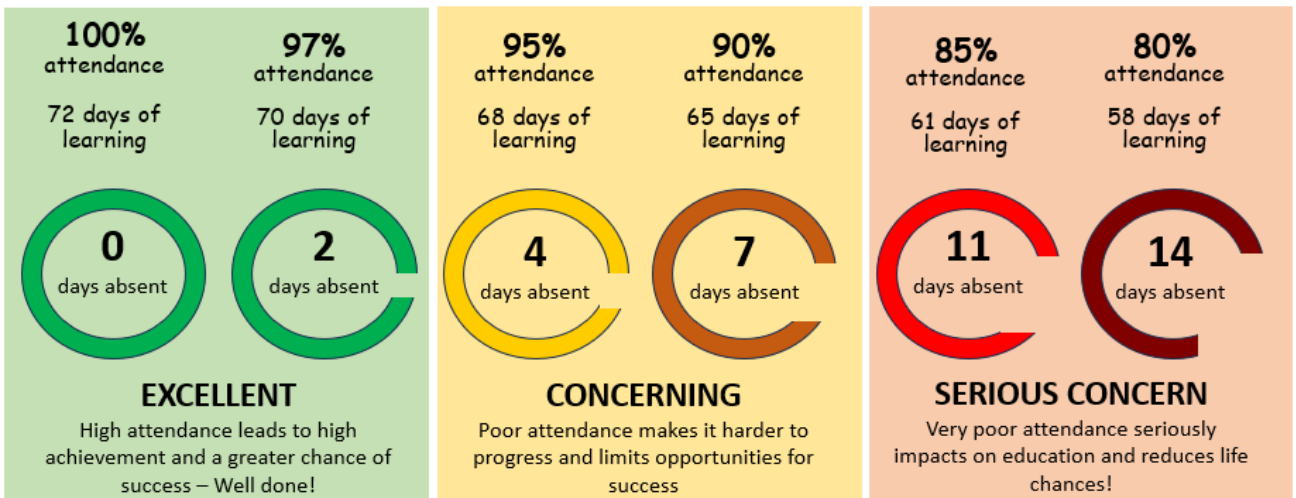 100%
attendance
72 days of
learning
0
days absent
97%
attendance
70 days of
learning
2
days absent
EXCELLENT
High attendance leads to high
achievement and a greater chance of
success – Well done!
95%
attendance
68 days of
learning
4
days absent
90%
attendance
65 days of
learning
7
days absent
CONCERNING
Poor attendance makes it harder to
progress and limits opportunities for
success
85%
attendance
61 days of
learning
11
days absent
80%
attendance
58 days of
learning
14
days absent
SERIOUS CONCERN
Very poor attendance seriously
impacts on education and reduces life
chances!